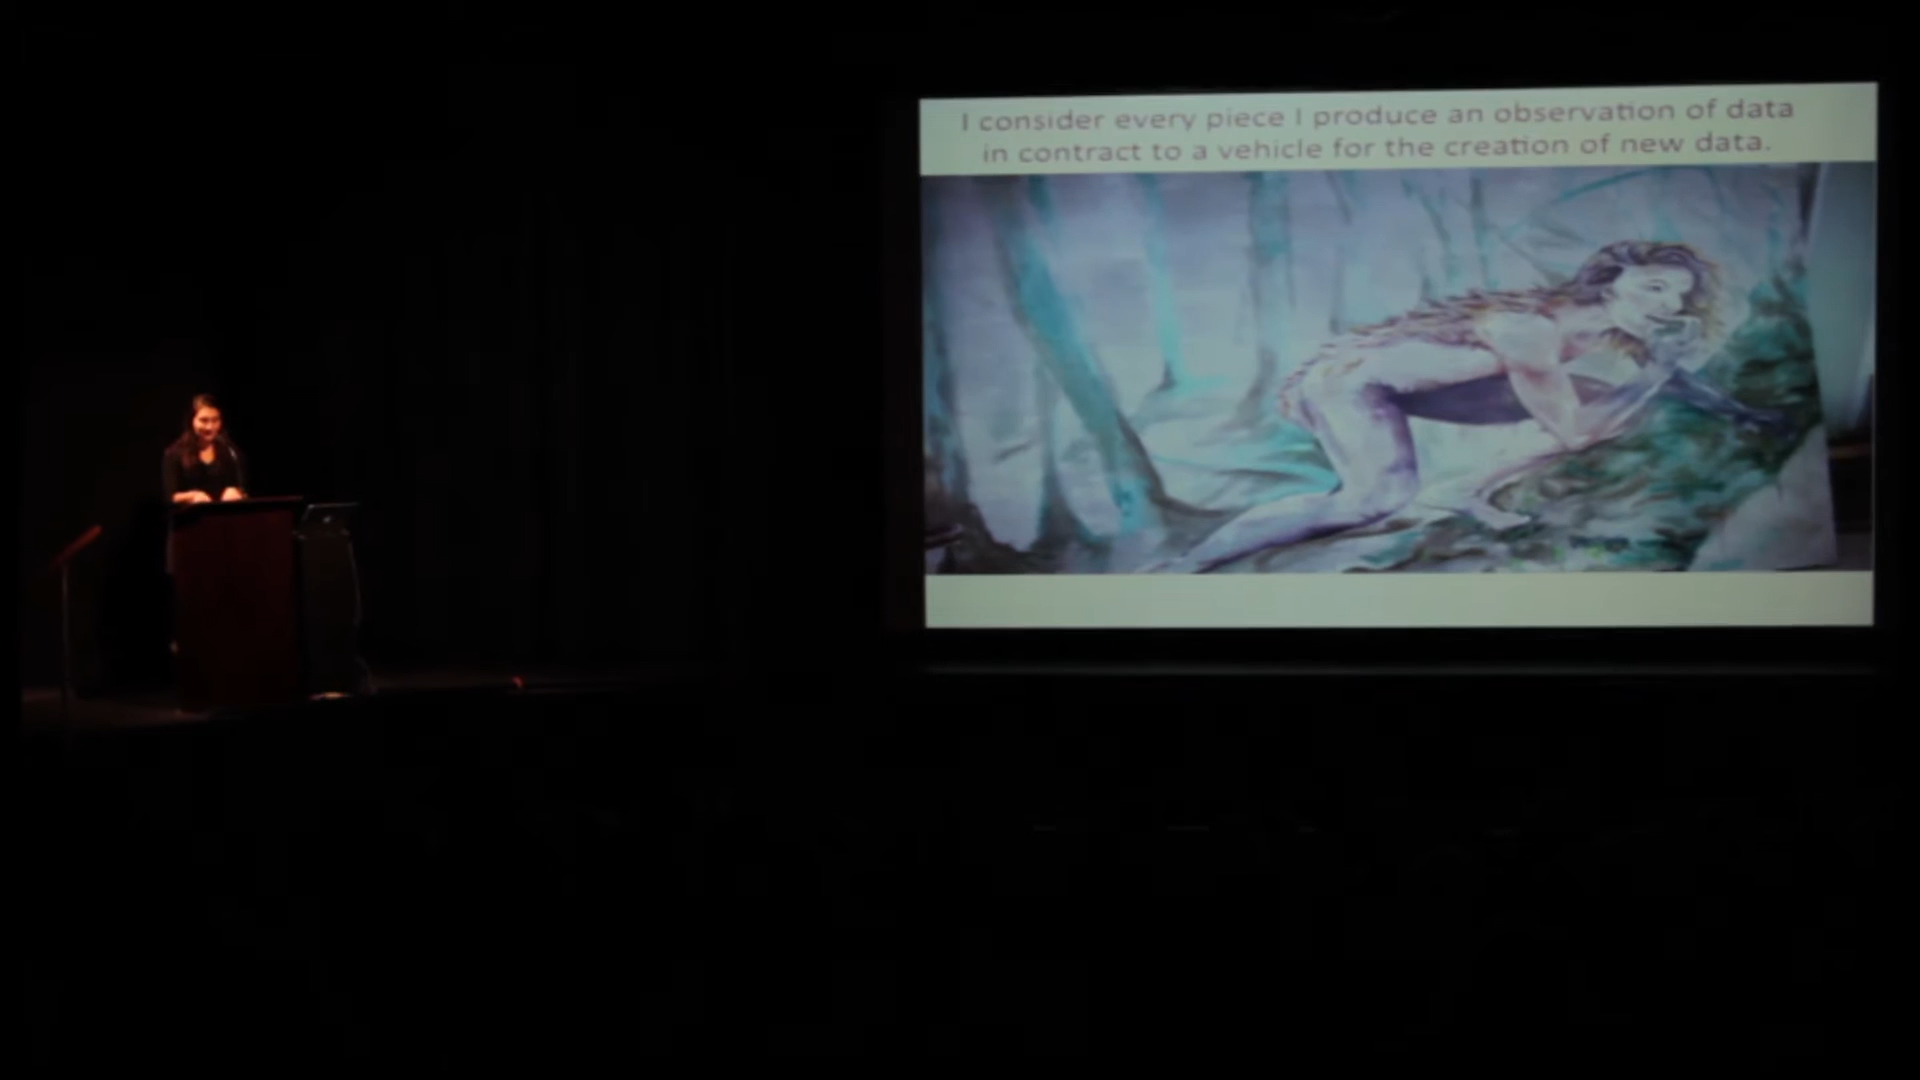 I consider every piece I produce an observation of data
in contract to a vehicle for the creation of new data.